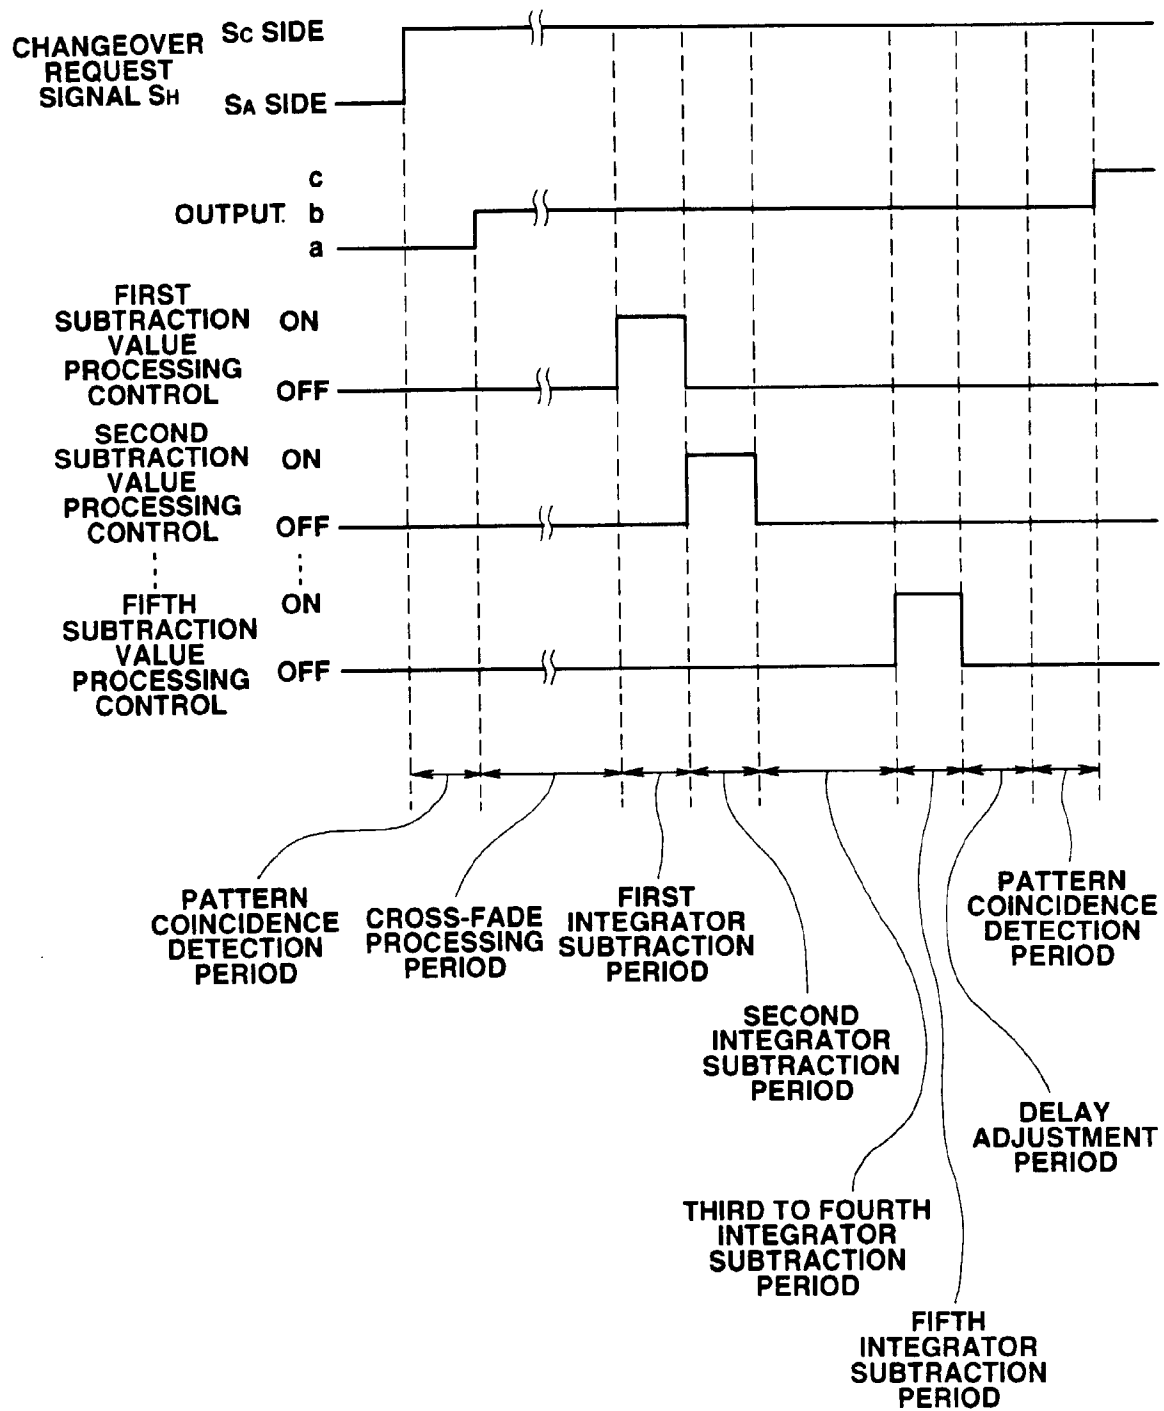 CHANGEOVER
REQUEST
SIGNAL SH
SC SIDE
SA SIDE
OUTPUT.
c
b
a
FIRST
SUBTRACTION
VALUE
PROCESSING
CONTROL
ON
OFF
SECOND
SUBTRACTION
VALUE
PROCESSING
CONTROL
ON
OFF
FIFTH
SUBTRACTION
VALUE
PROCESSING
CONTROL
ON
OFF
PATTERN
COINCIDENCE
DETECTION
PERIOD
CROSS-FADE
PROCESSING
PERIOD
FIRST
INTEGRATOR
SUBTRACTION
PERIOD
PATTERN
COINCIDENCE
DETECTION
PERIOD
SECOND
INTEGRATOR
SUBTRACTION
PERIOD
DELAY
ADJUSTMENT
PERIOD
THIRD TO FOURTH
INTEGRATOR
SUBTRACTION
PERIOD
FIFTH
INTEGRATOR
SUBTRACTION
PERIOD